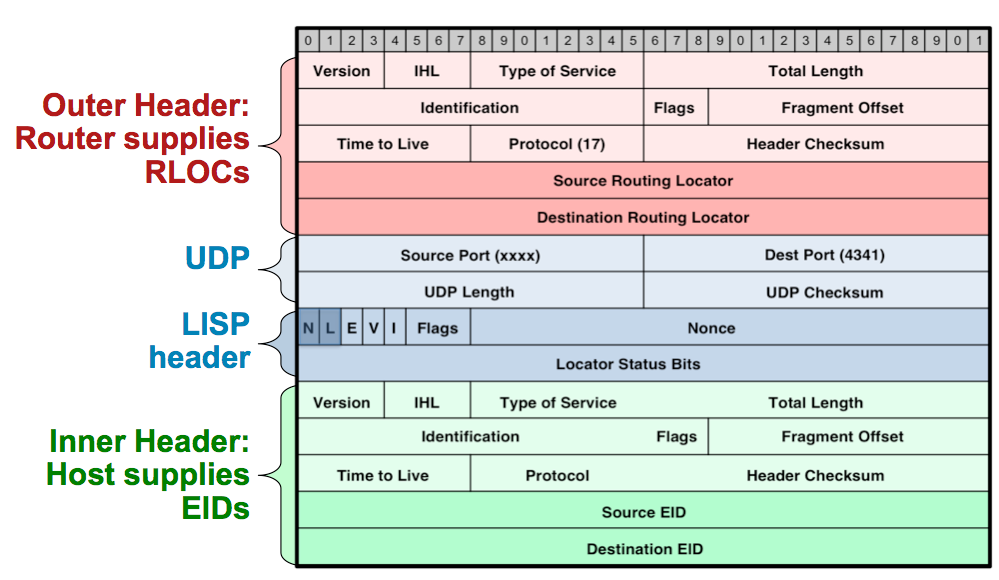 0 1 2 3 4 5 6 7 8 9 0 1 2 3 4 5 6 7 8 9 0 1 2 3 4 5 6 7 8 9 0 1
Outer Header:
Router supplies
RLOCs
Version IHL Type of Service Total Length
Identification Flags Fragment Offset
Time to Live Protocol (17) Header Checksum
Source Routing Locator
Destination Routing Locator
UDP
Source Port (xxxx) Dest Port (4341)
UDP Length UDP Checksum
LISP
header
N L E V I Flags Nonce
Locator Status Bits
Inner Header:
Host supplies
EIDs
Version IHL Type of Service Total Length
Identification Flags Fragment Offset
Time to Live Protocol Header Checksum
Source EID
Destination EID